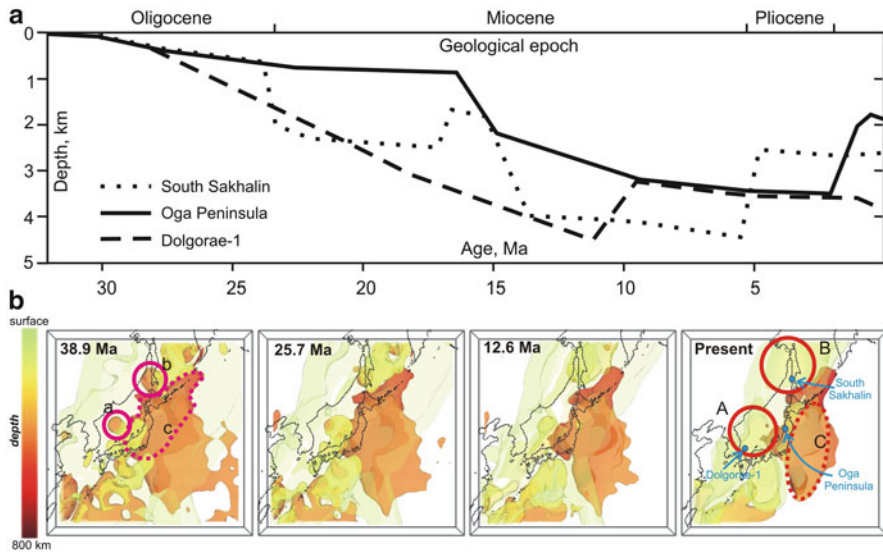 a
Oligocene Miocene Pliocene
0
Geological epoch
1
2
3
4
5
Depth, km
South Sakhalin
Oga Peninsula
Dolgorae-1
Age, Ma
30 25 20 15 10 5
b
surface
depth
800 km
38.9 Ma
a
b
c
25.7 Ma
12.6 Ma
Present
A
B
C
South
Sakhalin
Dolgorae-1
Oga
Peninsula